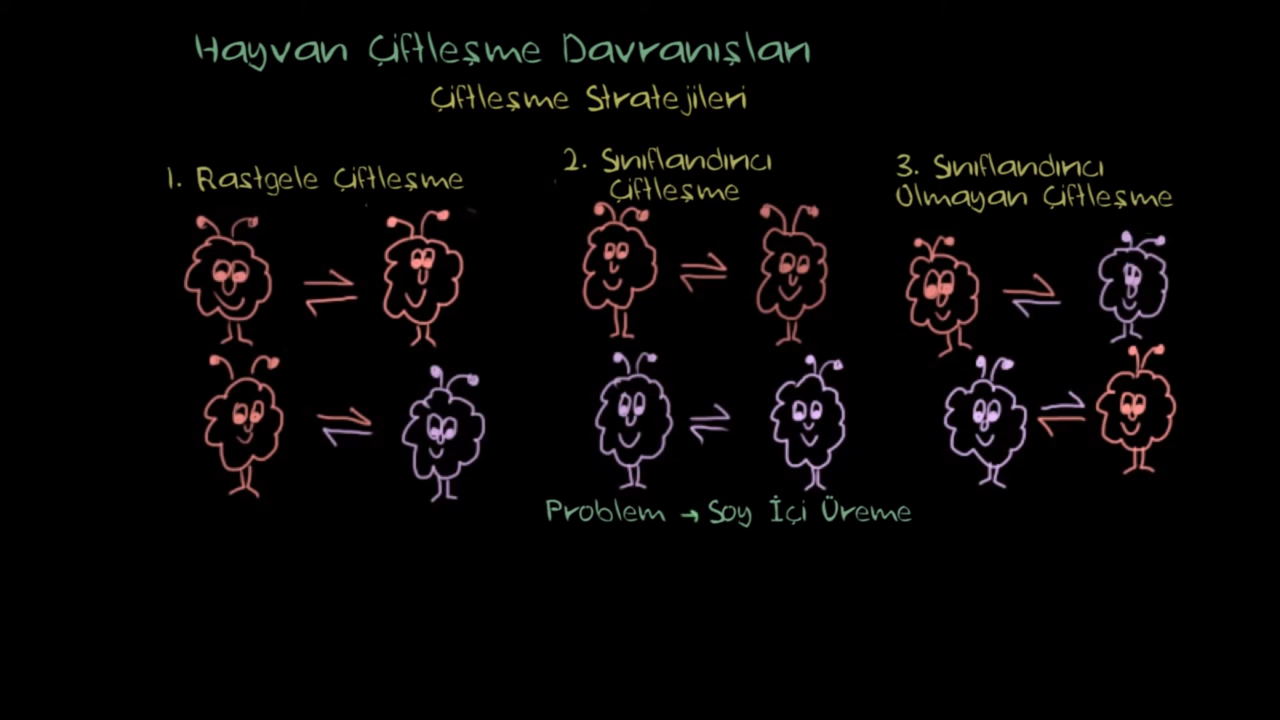 Hayvan Çiftleşme Davranışları
Çiftleşme Stratejileri
1. Rastgele Çiftleşme
2. Sınıflandırıcı
Çiftleşme
3. Sınıflandırıcı
Olmayan Çiftleşme
Problem → Soy İçi Üreme